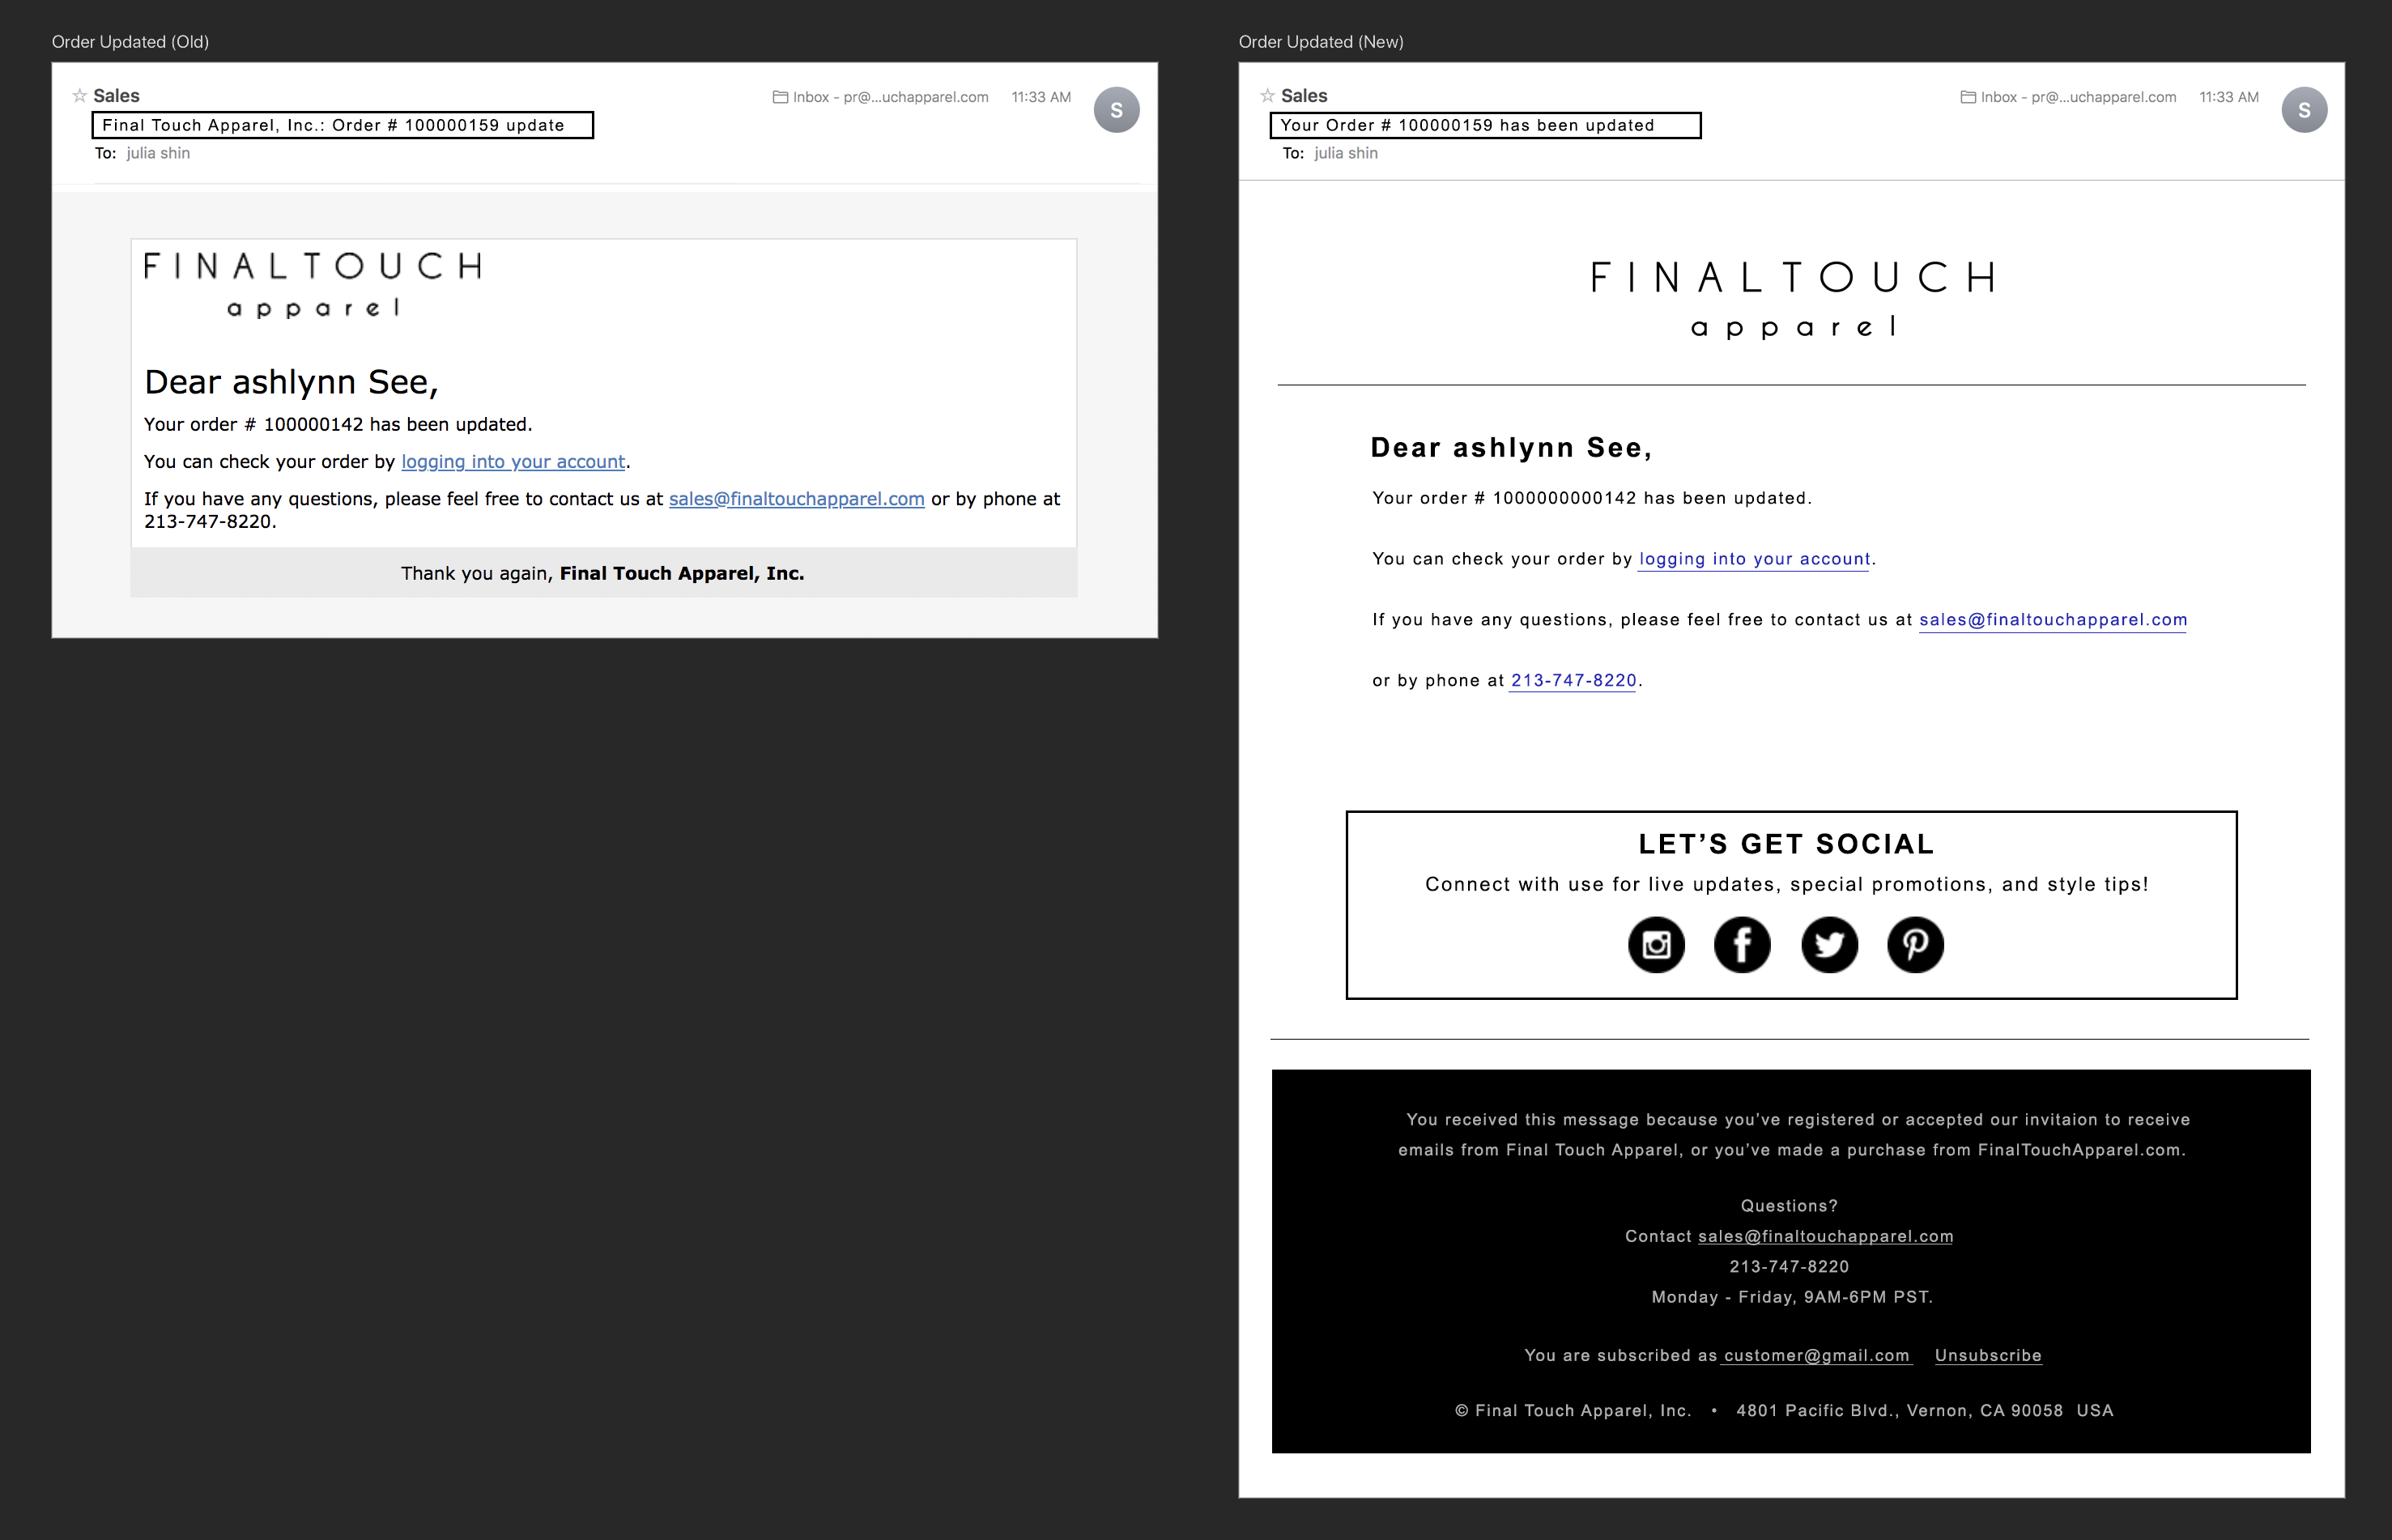 Order Updated (Old)
☆ Sales
Inbox - pr@...uchapparel.com 11:33 AM
S
Final Touch Apparel, Inc.: Order # 100000159 update
To: julia shin
FINALTOUCH
apparel
Dear ashlynn See,
Your order # 100000142 has been updated.
You can check your order by logging into your account.
If you have any questions, please feel free to contact us at sales@finaltouchapparel.com or by phone at
213-747-8220.
Thank you again, Final Touch Apparel, Inc.
Order Updated (New)
☆ Sales
Inbox - pr@...uchapparel.com 11:33 AM
S
Your Order # 100000159 has been updated
To: julia shin
FINALTOUCH
apparel
Dear ashlynn See,
Your order # 1000000000142 has been updated.
You can check your order by logging into your account.
If you have any questions, please feel free to contact us at sales@finaltouchapparel.com
or by phone at 213-747-8220.
LET’S GET SOCIAL
Connect with use for live updates, special promotions, and style tips!
You received this message because you’ve registered or accepted our invitaion to receive
emails from Final Touch Apparel, or you’ve made a purchase from FinalTouchApparel.com.
Questions?
Contact sales@finaltouchapparel.com
213-747-8220
Monday - Friday, 9AM-6PM PST.
You are subscribed as customer@gmail.com Unsubscribe
© Final Touch Apparel, Inc. • 4801 Pacific Blvd., Vernon, CA 90058 USA